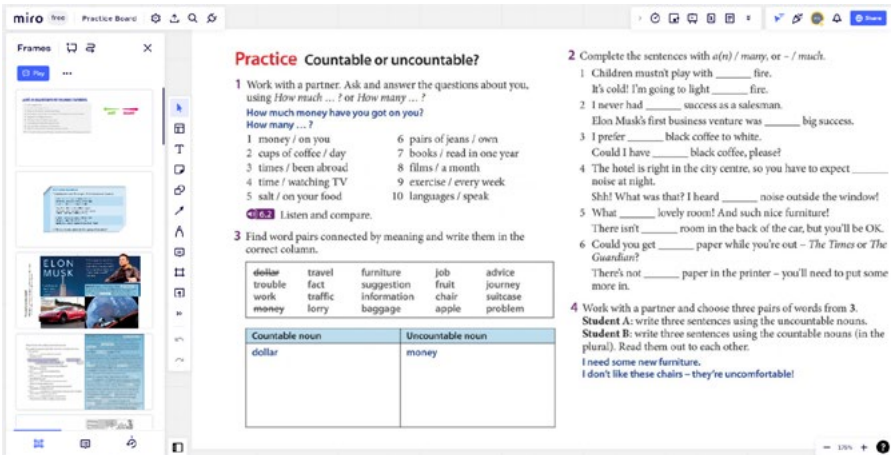 miro free Practice Board
Share
Frames
Play
ELON
MUSK
Practice Countable or uncountable?
1 Work with a partner. Ask and answer the questions about you,
using How much … ? or How many … ?
How much money have you got on you?
How many … ?
1 money / on you
2 cups of coffee / day
3 times / been abroad
4 time / watching TV
5 salt / on your food
6 pairs of jeans / own
7 books / read in one year
8 films / a month
9 exercise / every week
10 languages / speak
6.2 Listen and compare.
3 Find word pairs connected by meaning and write them in the
correct column.
dollar travel furniture job advice
trouble fact suggestion fruit journey
work traffic information chair suitcase
money lorry baggage apple problem
Countable noun Uncountable noun
dollar money
2 Complete the sentences with a(n) / many, or – / much.
1 Children mustn't play with ______ fire.
It's cold! I'm going to light ______ fire.
2 I never had ______ success as a salesman.
Elon Musk's first business venture was ______ big success.
3 I prefer ______ black coffee to white.
Could I have ______ black coffee, please?
4 The hotel is right in the city centre, so you have to expect ______
noise at night.
Shh! What was that? I heard ______ noise outside the window!
5 What ______ lovely room! And such nice furniture!
There isn't ______ room in the back of the car, but you'll be OK.
6 Could you get ______ paper while you're out – The Times or The
Guardian?
There's not ______ paper in the printer – you'll need to put some
more in.
4 Work with a partner and choose three pairs of words from 3.
Student A: write three sentences using the uncountable nouns.
Student B: write three sentences using the countable nouns (in the
plural). Read them out to each other.
I need some new furniture.
I don't like these chairs – they're uncomfortable!